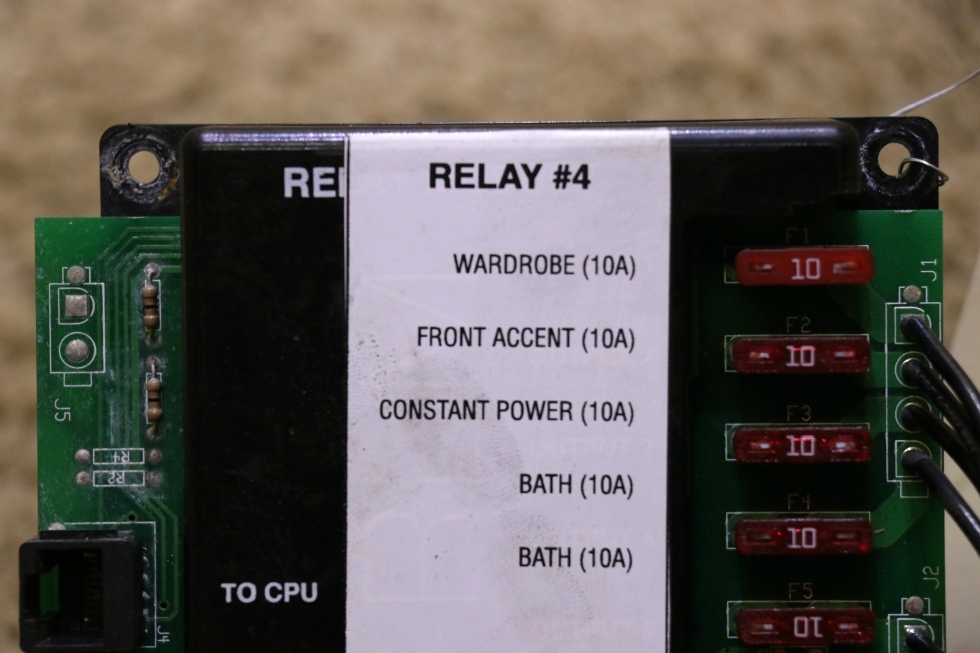 REL
RELAY #4
WARDROBE (10A)
FRONT ACCENT (10A)
CONSTANT POWER (10A)
BATH (10A)
BATH (10A)
TO CPU
F1
10
F2
10
F3
10
F4
10
F5
10
J1
J2
J5
R4
R2
J4